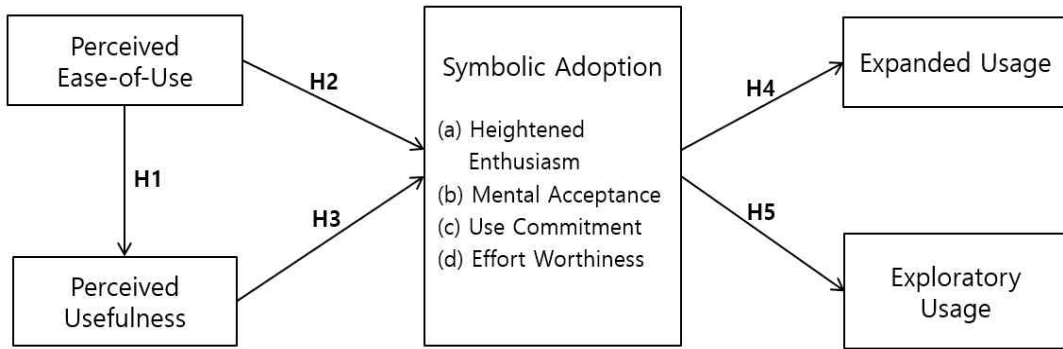 Perceived
Ease-of-Use
H1
Perceived
Usefulness
H2
H3
Symbolic Adoption
(a) Heightened
Enthusiasm
(b) Mental Acceptance
(c) Use Commitment
(d) Effort Worthiness
H4
H5
Expanded Usage
Exploratory
Usage